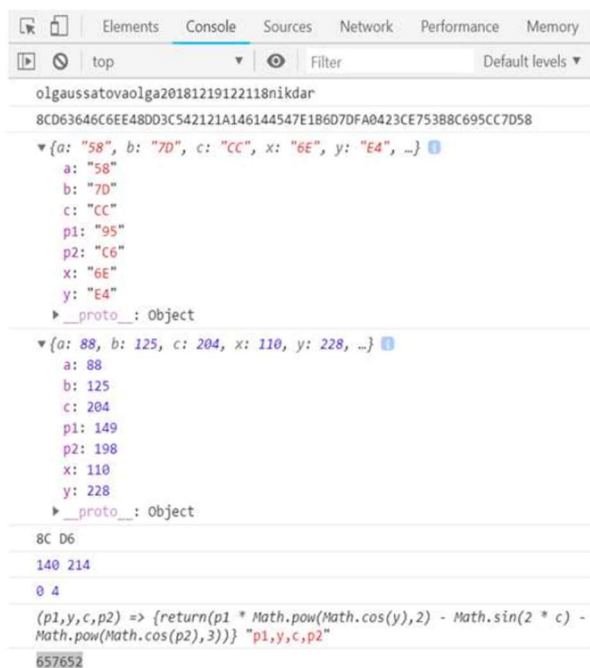 Elements Console Sources Network Performance Memory
top Filter Default levels ▼
olgaussatovaolga20181219122118nikdar
8CD63646C6EE48DD3C542121A146144547E1B6D7DFA0423CE753B8C695CC7D58
▼{a: "58", b: "7D", c: "CC", x: "6E", y: "E4", …}
a: "58"
b: "7D"
c: "CC"
p1: "95"
p2: "C6"
x: "6E"
y: "E4"
▶__proto__: Object
▼{a: 88, b: 125, c: 204, x: 110, y: 228, …}
a: 88
b: 125
c: 204
p1: 149
p2: 198
x: 110
y: 228
▶__proto__: Object
8C D6
140 214
0 4
(p1,y,c,p2) => {return(p1 * Math.pow(Math.cos(y),2) - Math.sin(2 * c) -
Math.pow(Math.cos(p2),3))} "p1,y,c,p2"
657652